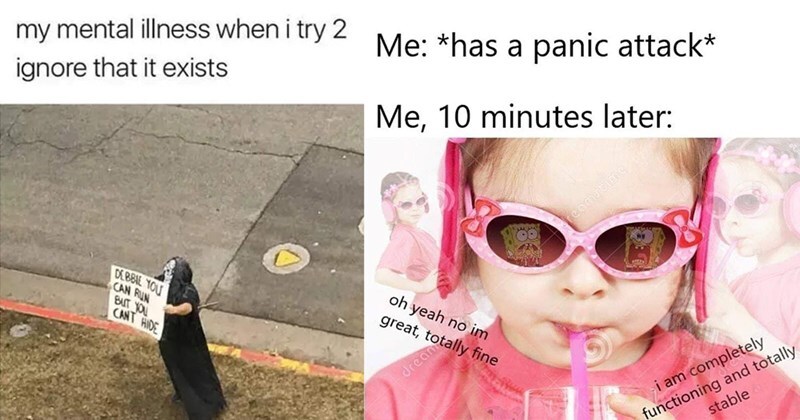 my mental illness when i try 2
ignore that it exists
DEBBIE YOU
CAN RUN
BUT YOU
CAN'T HIDE
Me: *has a panic attack*
Me, 10 minutes later:
oh yeah no im
great, totally fine
i am completely
functioning and totally
stable